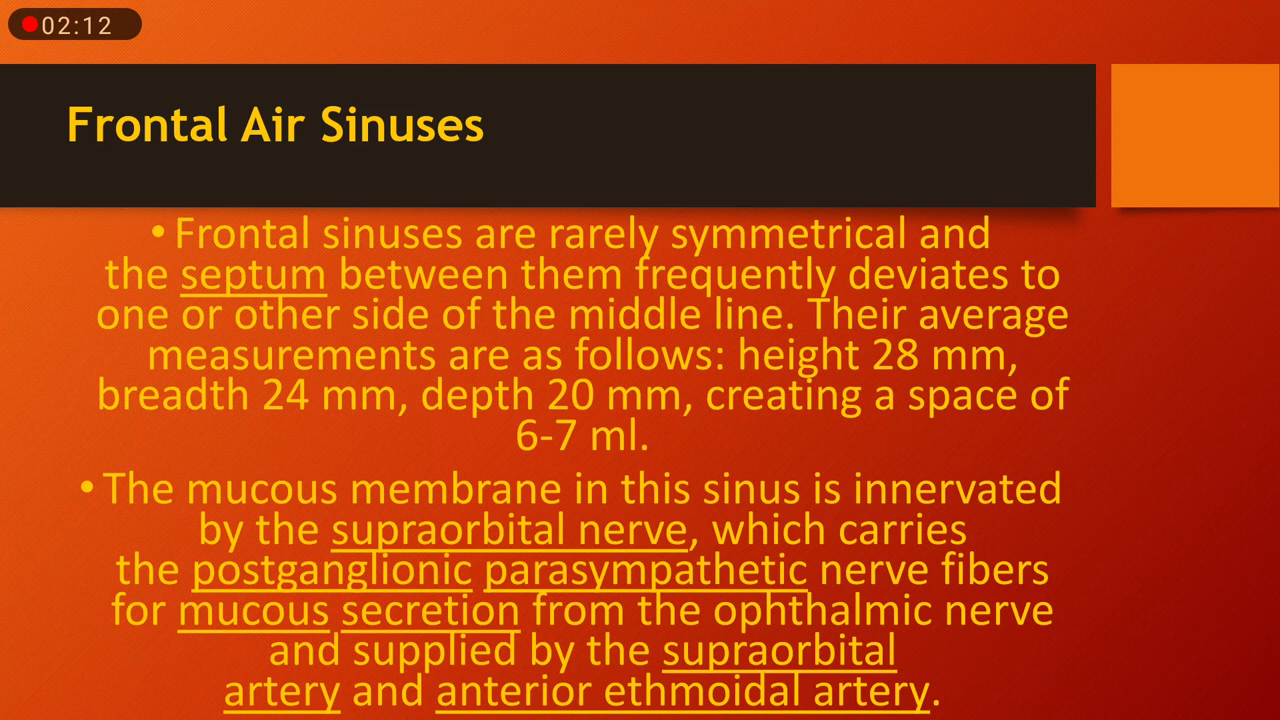 02:12
Frontal Air Sinuses
• Frontal sinuses are rarely symmetrical and
the septum between them frequently deviates to
one or other side of the middle line. Their average
measurements are as follows: height 28 mm,
breadth 24 mm, depth 20 mm, creating a space of
6-7 ml.
• The mucous membrane in this sinus is innervated
by the supraorbital nerve, which carries
the postganglionic parasympathetic nerve fibers
for mucous secretion from the ophthalmic nerve
and supplied by the supraorbital
artery and anterior ethmoidal artery.